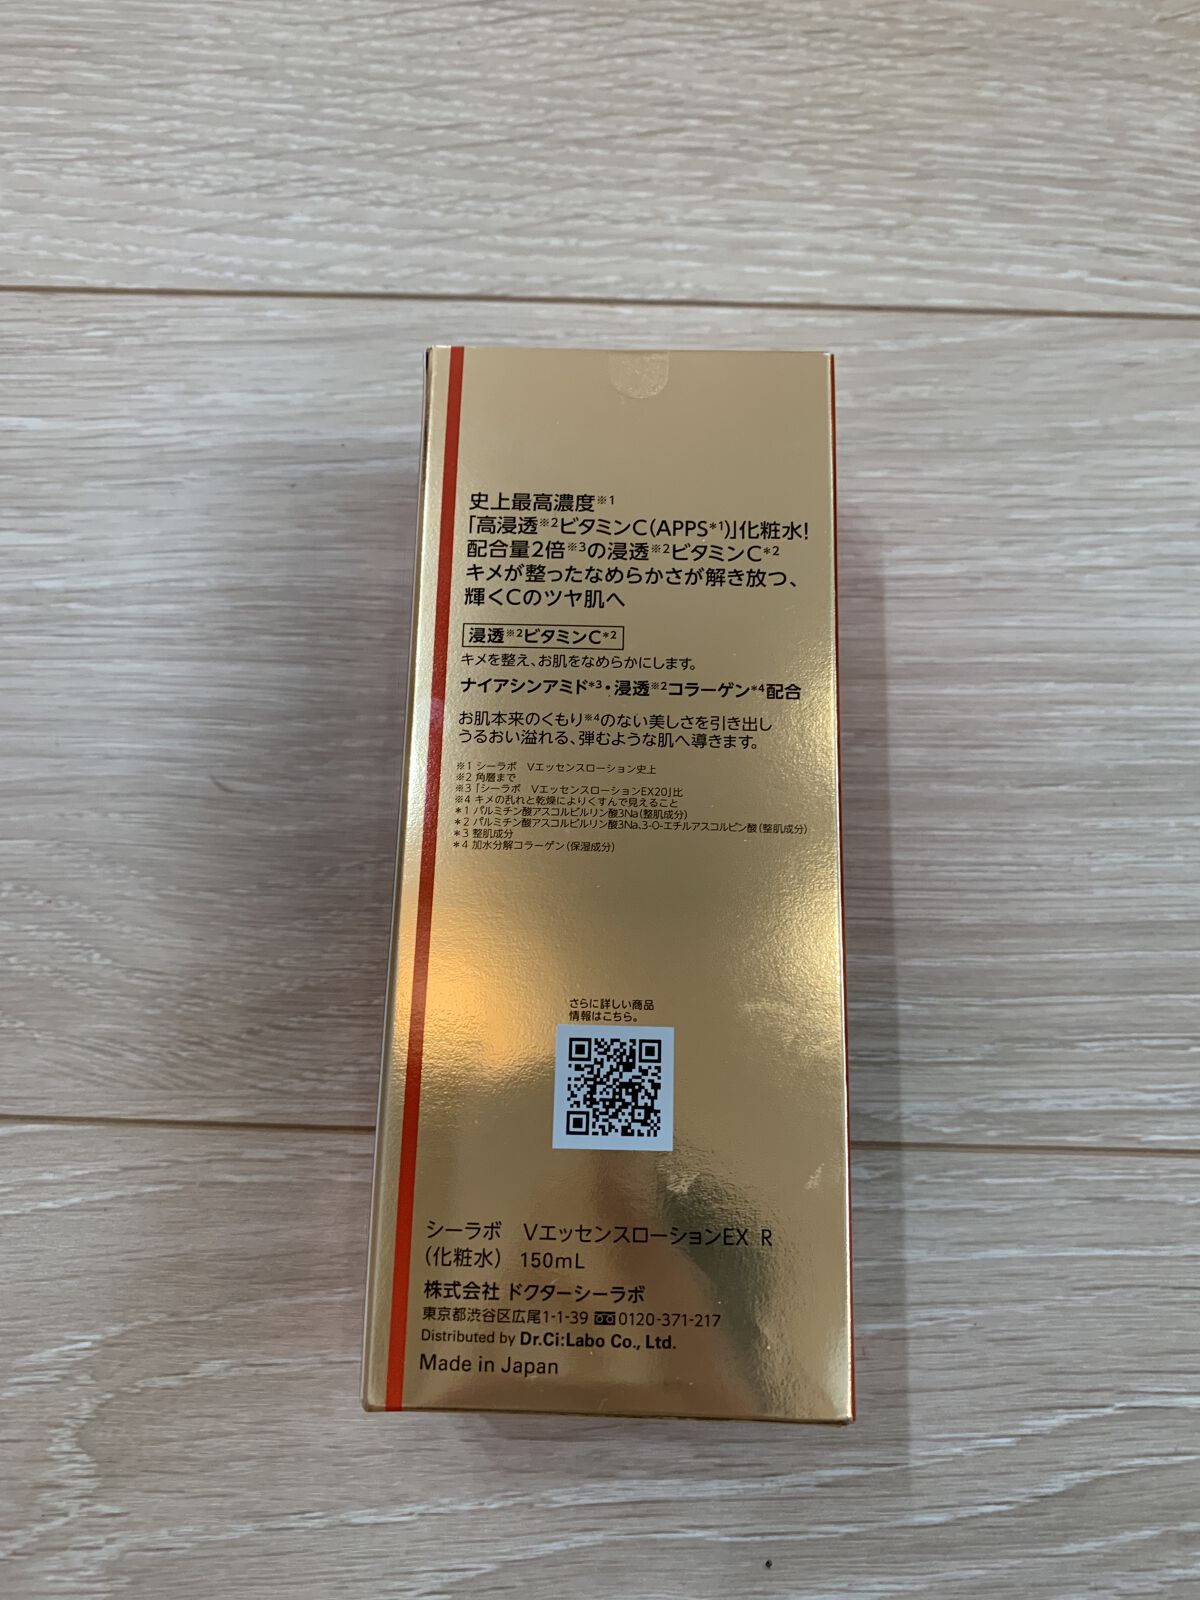 史上最高濃度※1
「高浸透※2ビタミンC(APPS*1)」化粧水!
配合量2倍※3の浸透※2ビタミンC*2
キメが整ったなめらかさが解き放つ、
輝くCのツヤ肌へ
浸透※2ビタミンC*2
キメを整え、お肌をなめらかにします。
ナイアシンアミド*3・浸透※2コラーゲン*4配合
お肌本来のくもり※4のない美しさを引き出し
うるおい溢れる、弾むような肌へ導きます。
※1 シーラボ Vエッセンスローション史上
※2 角層まで
※3「シーラボ VエッセンスローションEX20」比
※4 キメの乱れと乾燥によりくすんで見えること
*1 パルミチン酸アスコルビルリン酸3Na(整肌成分)
*2 パルミチン酸アスコルビルリン酸3Na、3-O-エチルアスコルビン酸(整肌成分)
*3 整肌成分
*4 加水分解コラーゲン(保湿成分)
さらに詳しい商品
情報はこちら。
シーラボ VエッセンスローションEX R
(化粧水) 150mL
株式会社 ドクターシーラボ
東京都渋谷区広尾1-1-39 0120-371-217
Distributed by Dr.Ci:Labo Co., Ltd.
Made in Japan